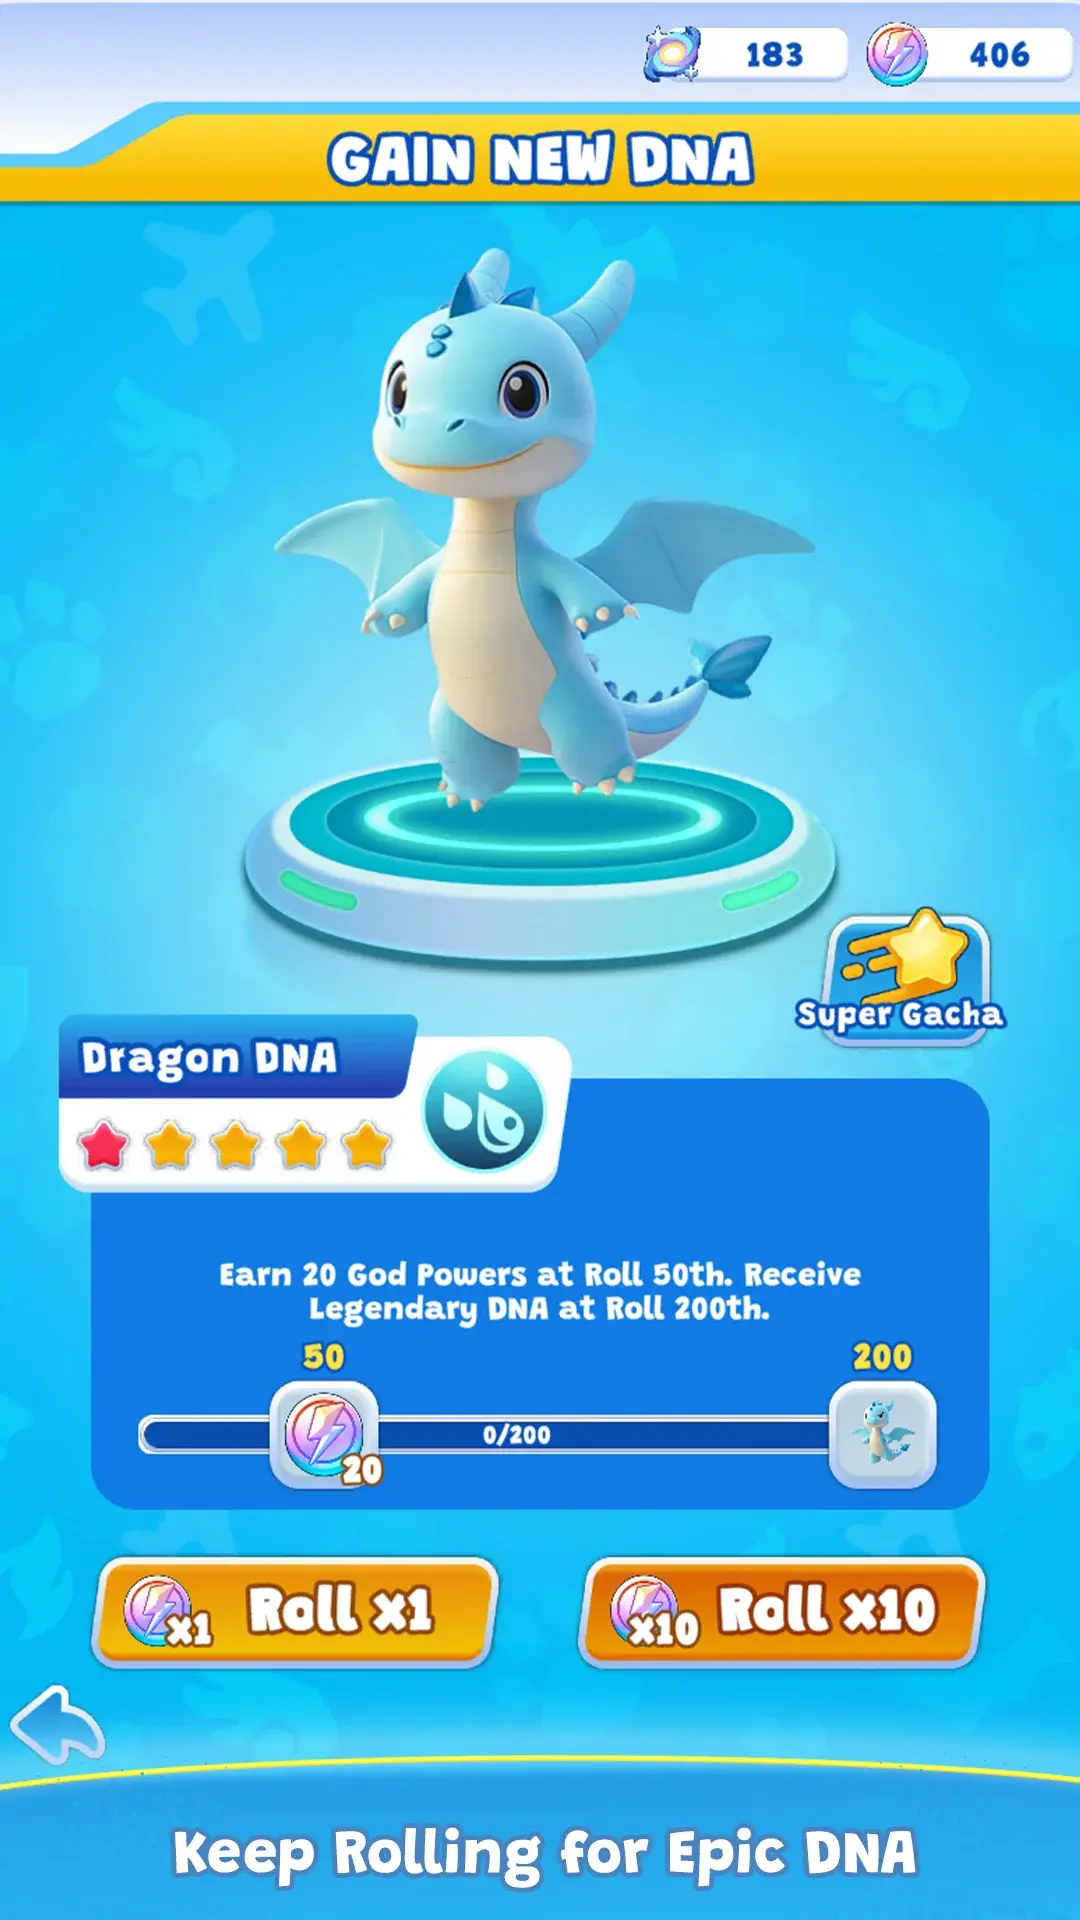 183
406
GAIN NEW DNA
Super Gacha
Dragon DNA
Earn 20 God Powers at Roll 50th. Receive
Legendary DNA at Roll 200th.
50
200
0/200
20
x1 Roll x1
x10 Roll x10
Keep Rolling for Epic DNA